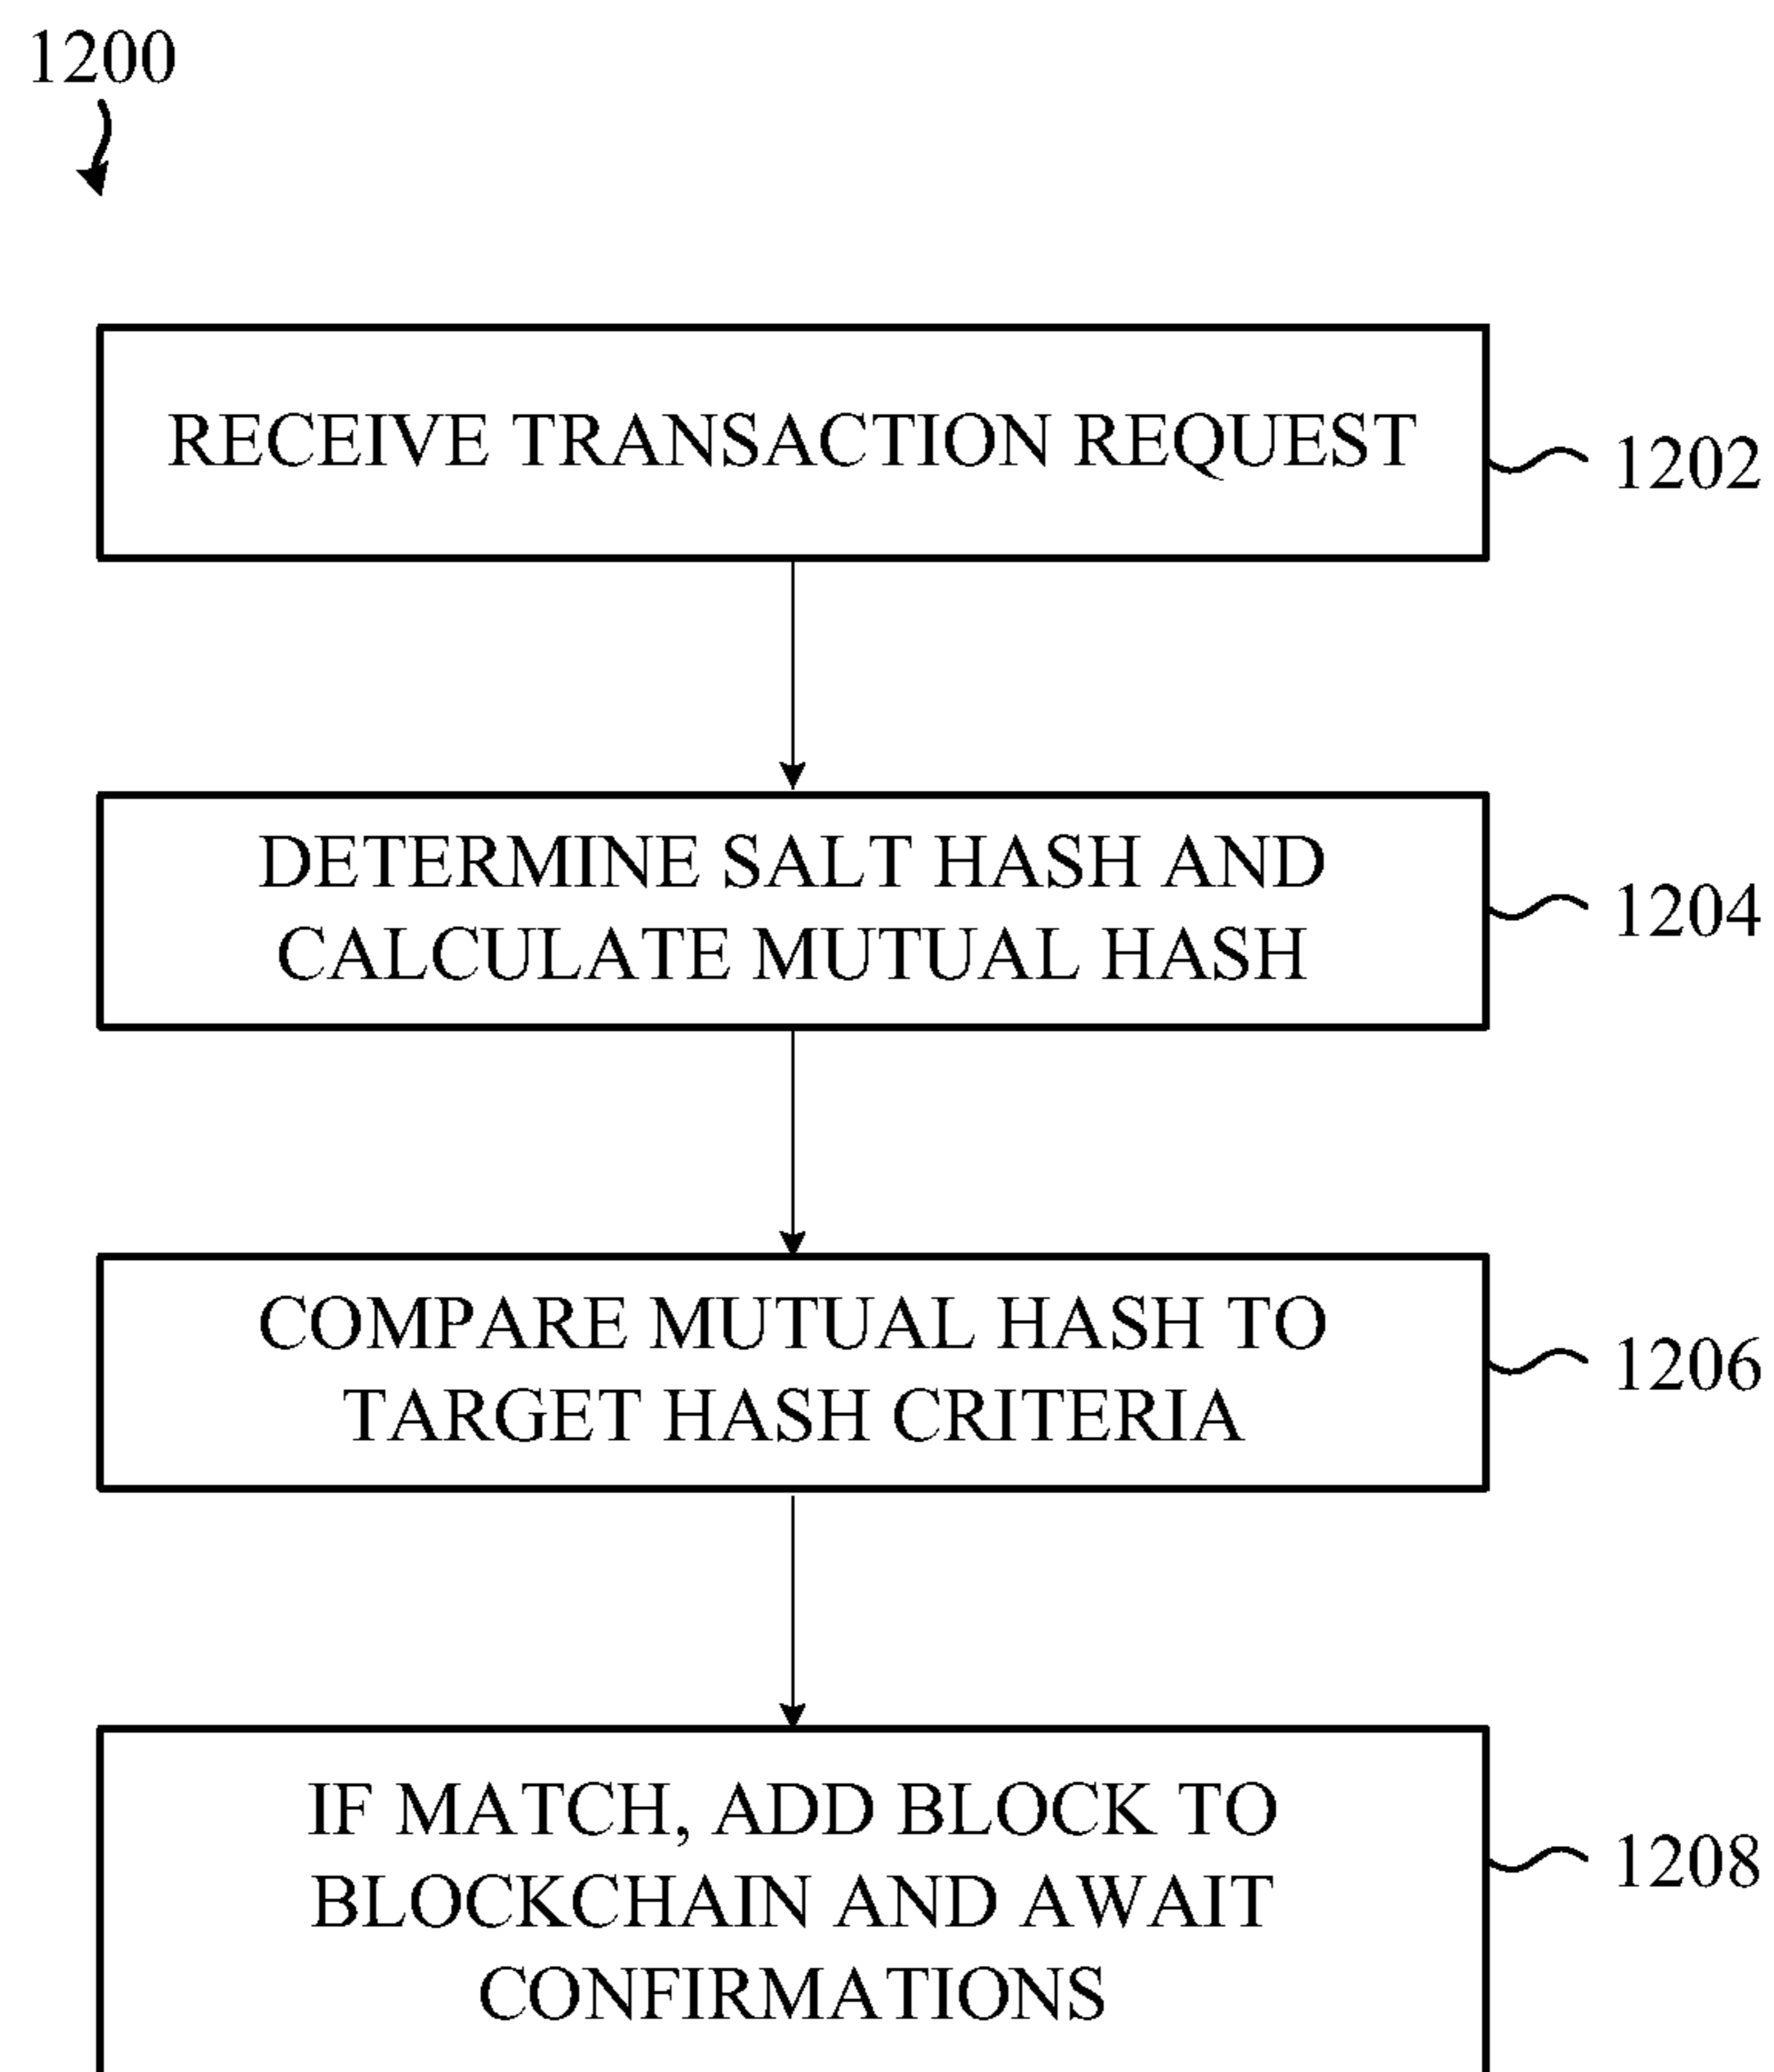 1200
RECEIVE TRANSACTION REQUEST
1202
DETERMINE SALT HASH AND
CALCULATE MUTUAL HASH
1204
COMPARE MUTUAL HASH TO
TARGET HASH CRITERIA
1206
IF MATCH, ADD BLOCK TO
BLOCKCHAIN AND AWAIT
CONFIRMATIONS
1208